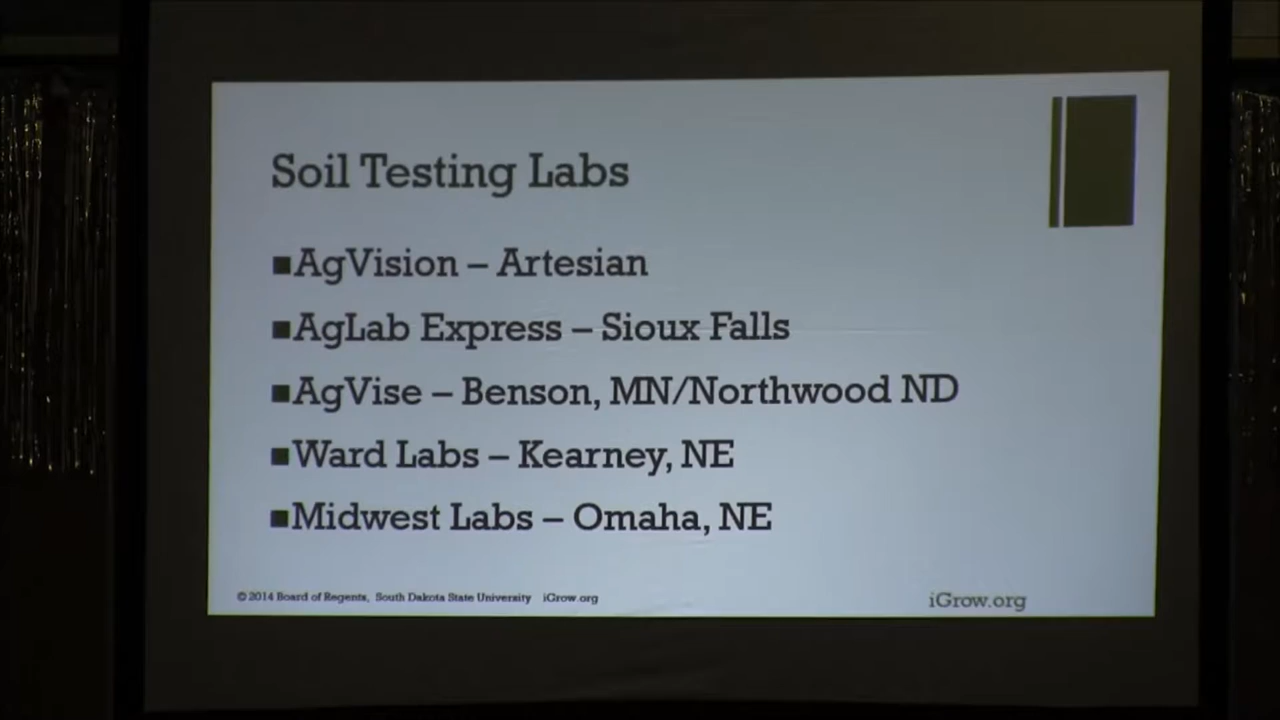 Soil Testing Labs
■AgVision – Artesian
■AgLab Express – Sioux Falls
■AgVise – Benson, MN/Northwood ND
■Ward Labs – Kearney, NE
■Midwest Labs – Omaha, NE
© 2014 Board of Regents, South Dakota State University iGrow.org
iGrow.org